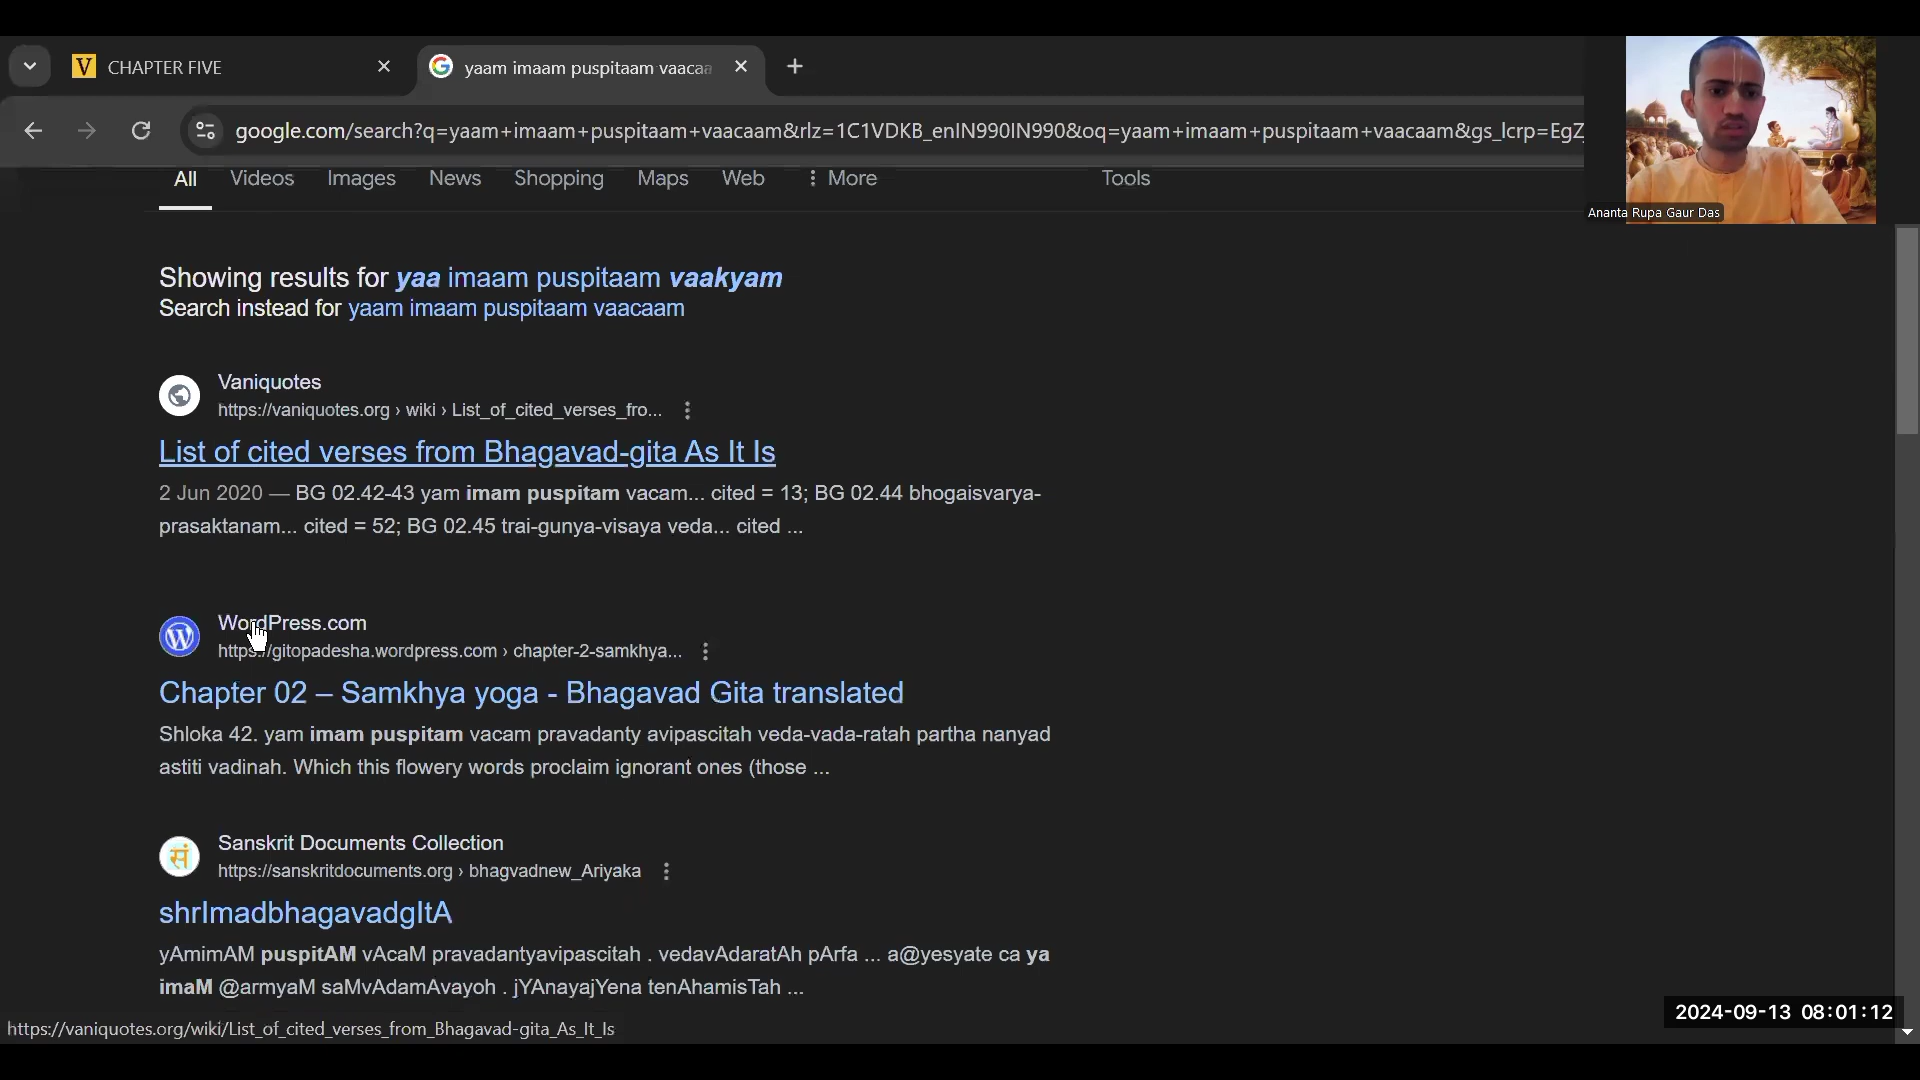 CHAPTER FIVE
yaam imaam puspitaam vaaca
google.com/search?q=yaam+imaam+puspitaam+vaacaam&rlz=1C1VDKB_enIN990IN990&oq=yaam+imaam+puspitaam+vaacaam&gs_lcrp=EgZ
Ananta Rupa Gaur Das
All Videos Images News Shopping Maps Web More Tools
Showing results for yaa imaam puspitaam vaakyam
Search instead for yaam imaam puspitaam vaacaam
Vaniquotes
https://vaniquotes.org › wiki › List_of_cited_verses_fro...
List of cited verses from Bhagavad-gita As It Is
2 Jun 2020 — BG 02.42-43 yam imam puspitam vacam... cited = 13; BG 02.44 bhogaisvarya-
prasaktanam... cited = 52; BG 02.45 trai-gunya-visaya veda... cited ...
WordPress.com
https://gitopadesha.wordpress.com › chapter-2-samkhya...
Chapter 02 – Samkhya yoga - Bhagavad Gita translated
Shloka 42. yam imam puspitam vacam pravadanty avipascitah veda-vada-ratah partha nanyad
astiti vadinah. Which this flowery words proclaim ignorant ones (those ...
सं
Sanskrit Documents Collection
https://sanskritdocuments.org › bhagvadnew_Ariyaka
shrImadbhagavadgItA
yAmimAM puspitAM vAcaM pravadantyavipascitah . vedavAdaratAh pArfa ... a@yesyate ca ya
imaM @armyaM saMvAdamAvayoh . jYAnayajYena tenAhamisTah ...
https://vaniquotes.org/wiki/List_of_cited_verses_from_Bhagavad-gita_As_It_Is
2024-09-13 08:01:12